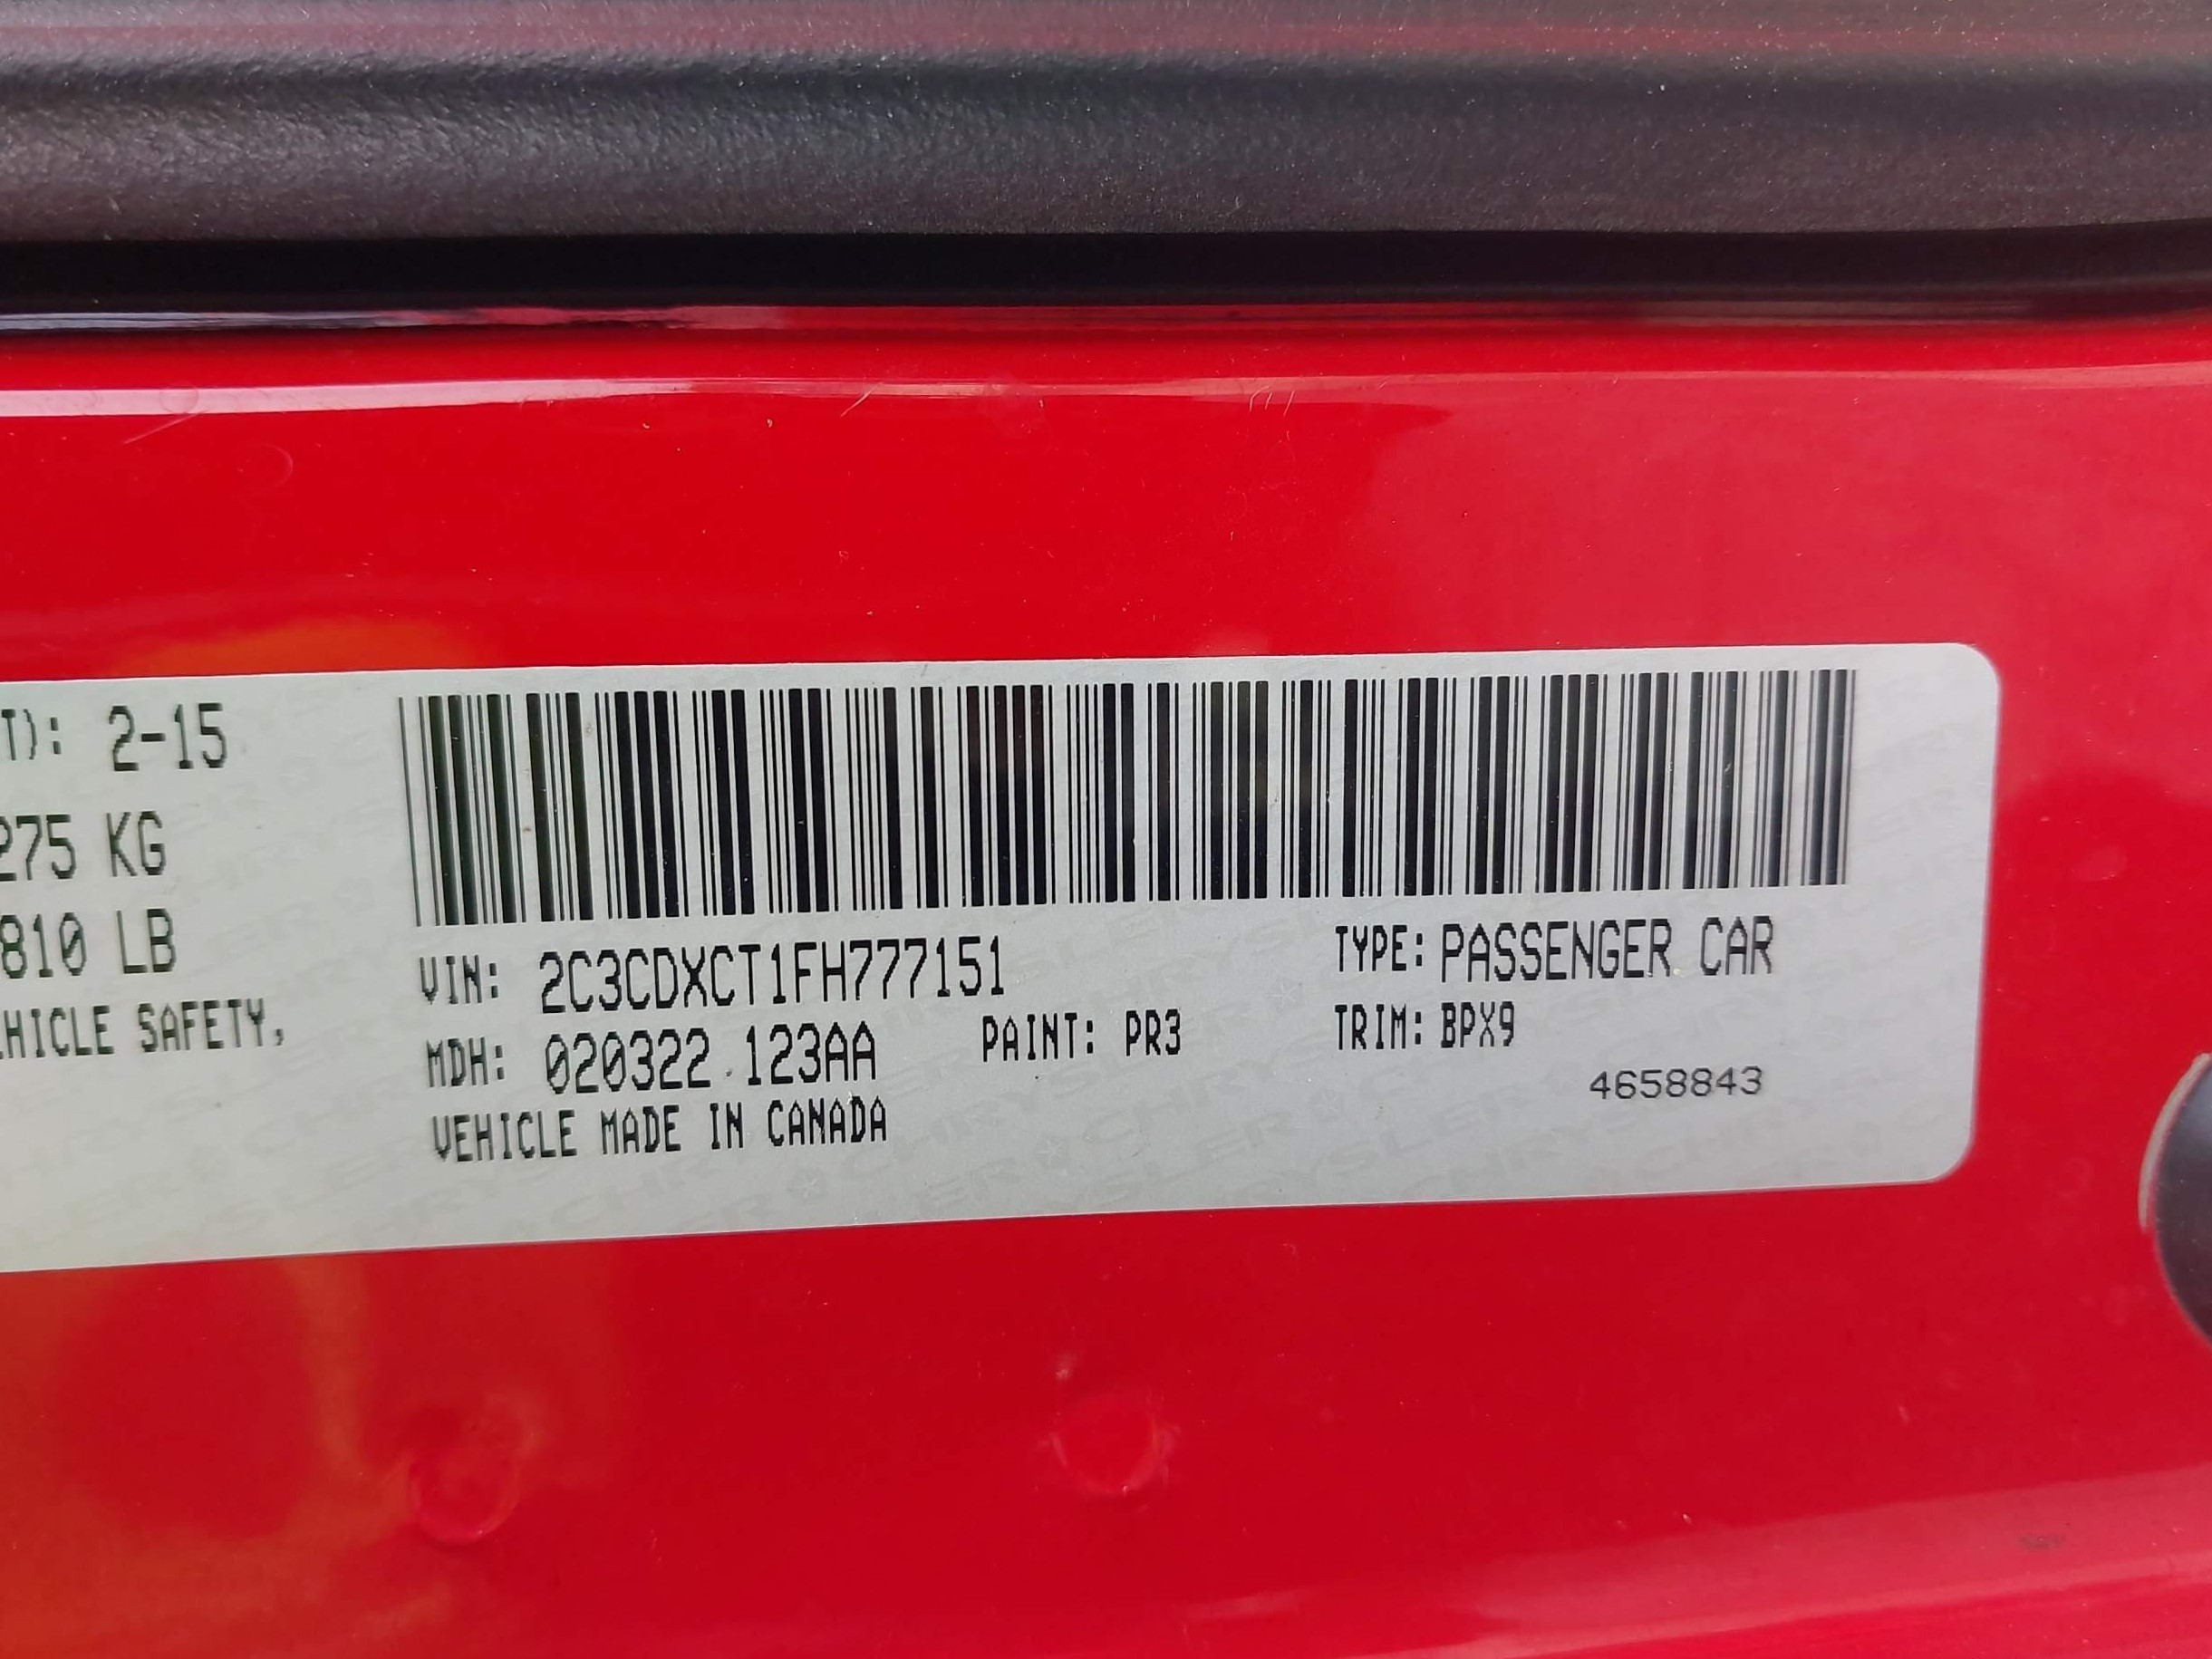 T): 2-15
275 KG
810 LB
HICLE SAFETY,
VIN: 2C3CDXCT1FH777151
TYPE: PASSENGER CAR
MDH: 020322 123AA
PAINT: PR3
TRIM: BPX9
4658843
VEHICLE MADE IN CANADA